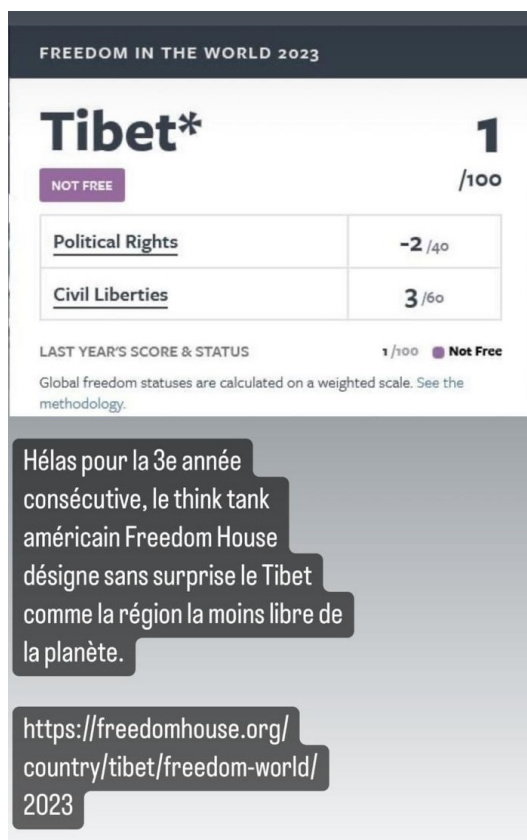 FREEDOM IN THE WORLD 2023
Tibet*
1
/100
NOT FREE
Political Rights
-2 /40
Civil Liberties
3 /60
LAST YEAR'S SCORE & STATUS
1 /100 Not Free
Global freedom statuses are calculated on a weighted scale. See the
methodology.
Hélas pour la 3e année
consécutive, le think tank
américain Freedom House
désigne sans surprise le Tibet
comme la région la moins libre de
la planète.
https://freedomhouse.org/
country/tibet/freedom-world/
2023